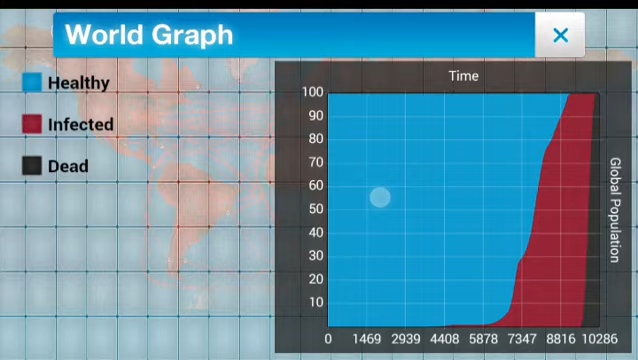 World Graph
×
Healthy
Infected
Dead
Time
100
90
80
70
60
50
40
30
20
10
Global Population
0 1469 2939 4408 5878 7347 8816 10286